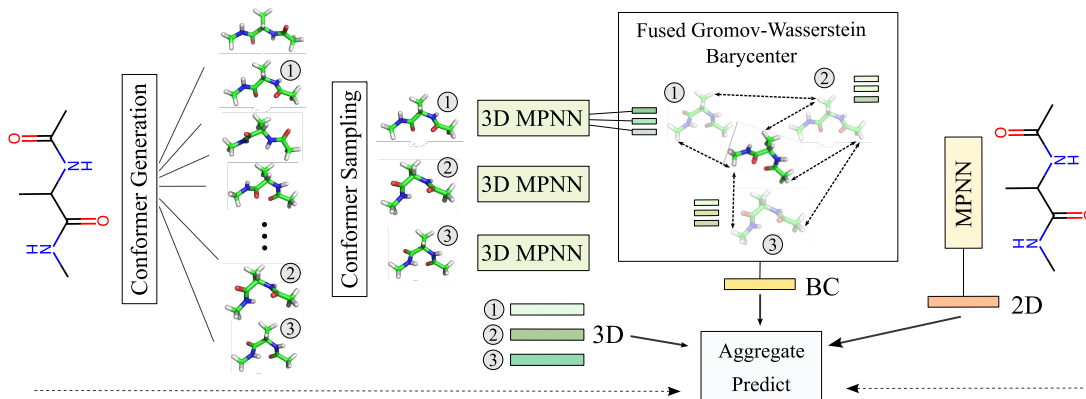 O
N
H
O
N
H
Conformer Generation
1
2
3
Conformer Sampling
1
2
3
3D MPNN
3D MPNN
3D MPNN
1
2
3
3D
Fused Gromov-Wasserstein
Barycenter
1
2
3
BC
Aggregate
Predict
MPNN
2D
O
N
H
O
N
H